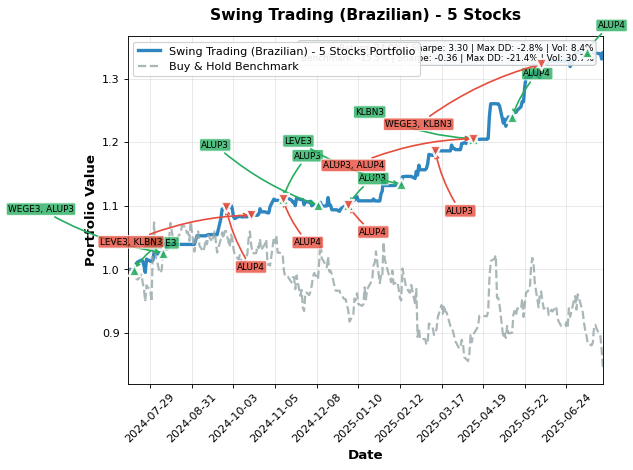 Swing Trading (Brazilian) - 5 Stocks
ALUP4
Swing Trading (Brazilian) - 5 Stocks Portfolio
Buy & Hold Benchmark
Sharpe: 3.30 | Max DD: -2.8% | Vol: 8.4%
Sharpe: -0.36 | Max DD: -21.4% | Vol:
ALUP4
KLBN3
WEGE3, KLBN3
ALUP3
LEVE3
ALUP3
ALUP3, ALUP4
ALUP3
WEGE3, ALUP3
ALUP3
ALUP4
LEVE3, KLBN3
ALUP4
ALUP4
1.3
1.2
1.1
1.0
0.9
Portfolio Value
2024-07-29
2024-08-31
2024-10-03
2024-11-05
2024-12-08
2025-01-10
2025-02-12
2025-03-17
2025-04-19
2025-05-22
2025-06-24
Date